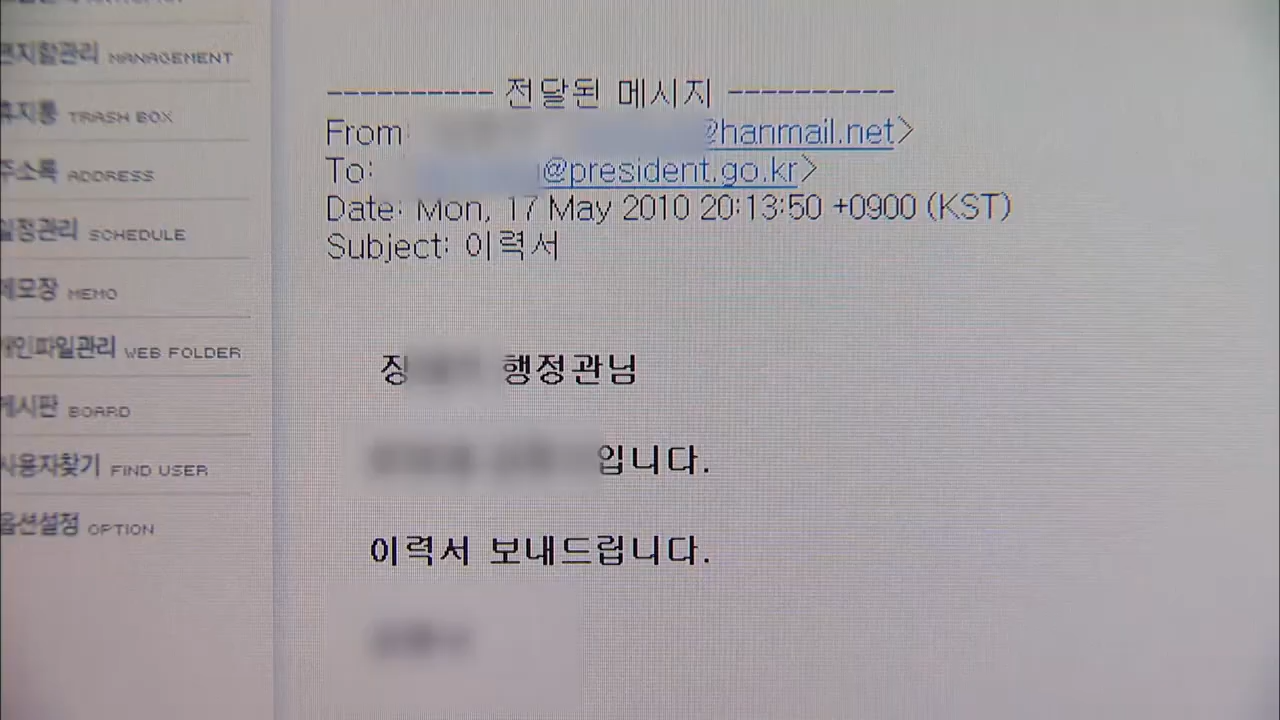 편지함관리 MANAGEMENT
휴지통 TRASH BOX
주소록 ADDRESS
일정관리 SCHEDULE
메모장 MEMO
개인파일관리 WEB FOLDER
게시판 BOARD
사용자찾기 FIND USER
옵션설정 OPTION
---------- 전달된 메시지 ----------
From: @hanmail.net>
To: @president.go.kr>
Date: Mon, 17 May 2010 20:13:50 +0900 (KST)
Subject: 이력서
장 행정관님
입니다.
이력서 보내드립니다.